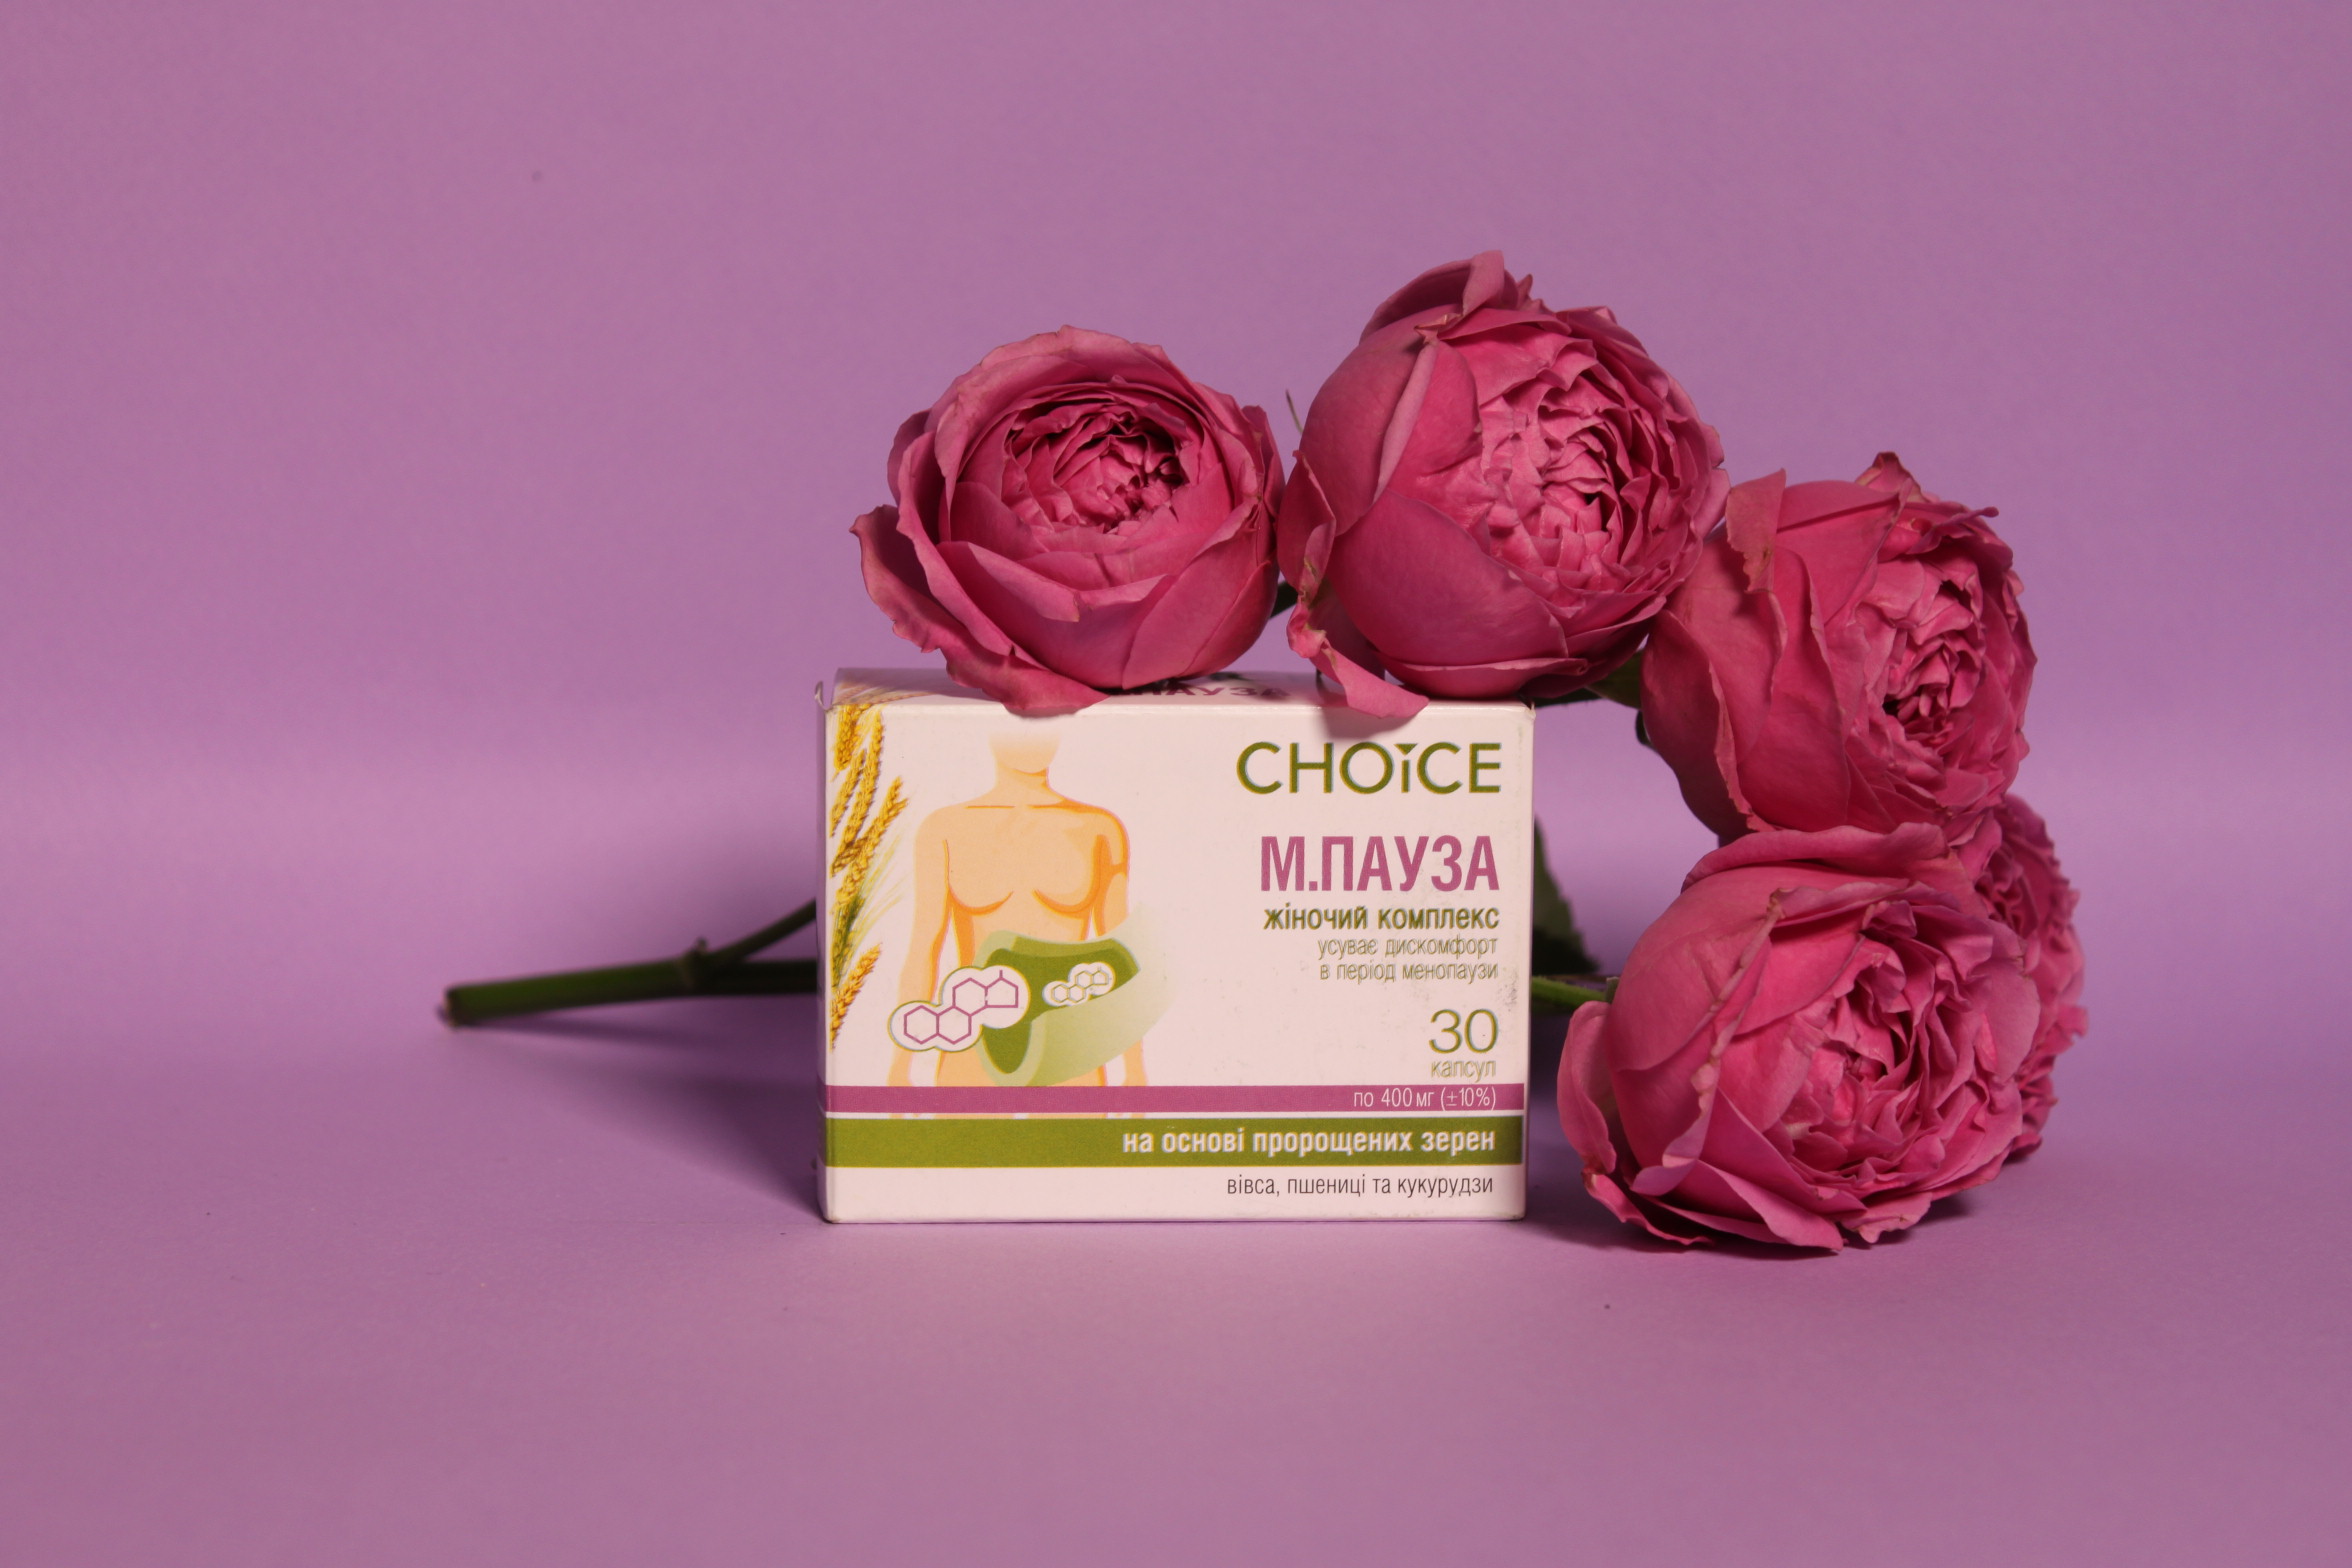 ПАУЗА
CHOiCE
М.ПАУЗА
жіночий комплекс
усуває дискомфорт
в період менопаузи
30
капсул
по 400 мг (±10%)
на основі пророщених зерен
вівса, пшениці та кукурудзи